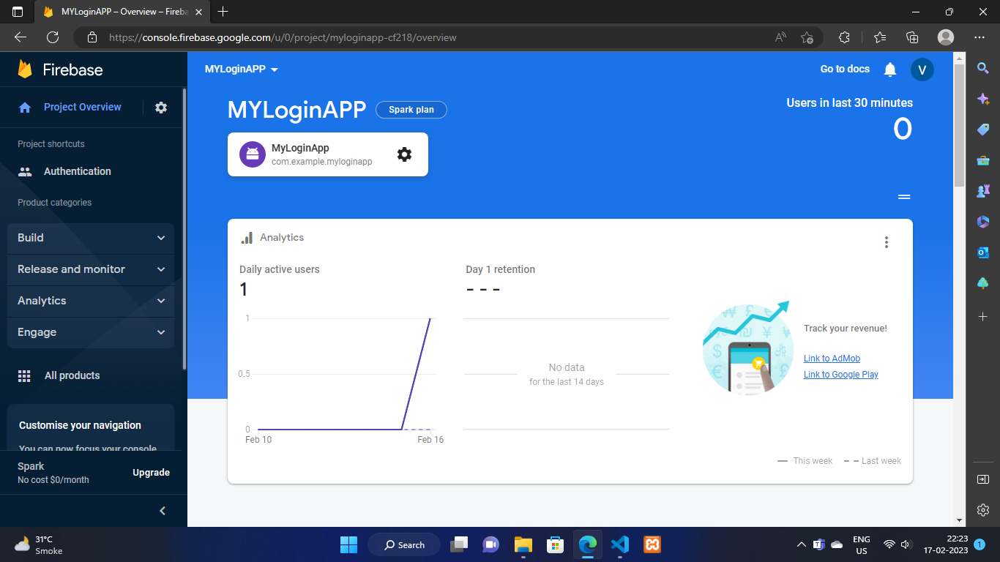 MYLoginAPP – Overview – Fireba
https://console.firebase.google.com/u/0/project/myloginapp-cf218/overview
Firebase
Project Overview
Project shortcuts
Authentication
Product categories
Build
Release and monitor
Analytics
Engage
All products
Customise your navigation
You can now focus your console
Spark
No cost $0/month
Upgrade
MYLoginAPP
Go to docs
V
MYLoginAPP
Spark plan
Users in last 30 minutes
0
MyLoginApp
com.example.myloginapp
Analytics
Daily active users
1
1
0.5
0
Feb 10
Feb 16
Day 1 retention
- - -
No data
for the last 14 days
Track your revenue!
Link to AdMob
Link to Google Play
This week
Last week
31°C
Smoke
Search
ENG
US
22:23
17-02-2023
1